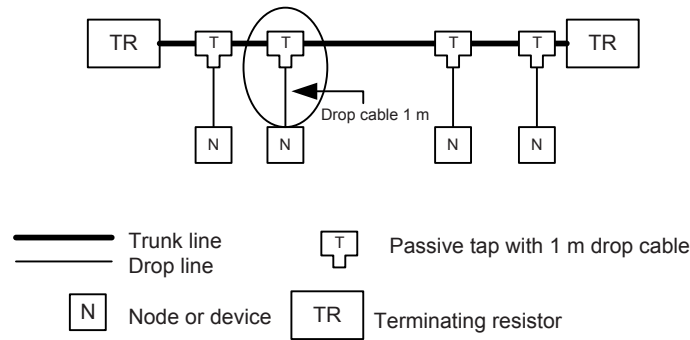 TR T T T T TR
Drop cable 1 m
N N N N
Trunk line
Drop line
T Passive tap with 1 m drop cable
N Node or device
TR Terminating resistor